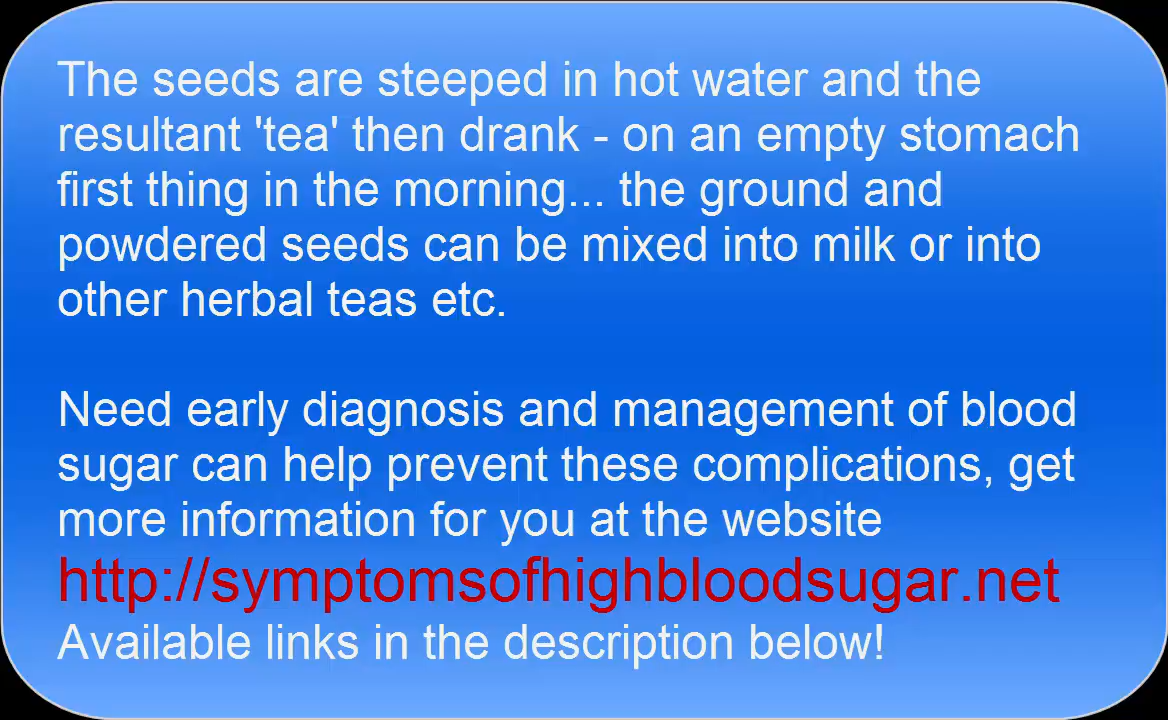 The seeds are steeped in hot water and the
resultant 'tea' then drank - on an empty stomach
first thing in the morning... the ground and
powdered seeds can be mixed into milk or into
other herbal teas etc.
Need early diagnosis and management of blood
sugar can help prevent these complications, get
more information for you at the website
http://symptomsofhighbloodsugar.net
Available links in the description below!